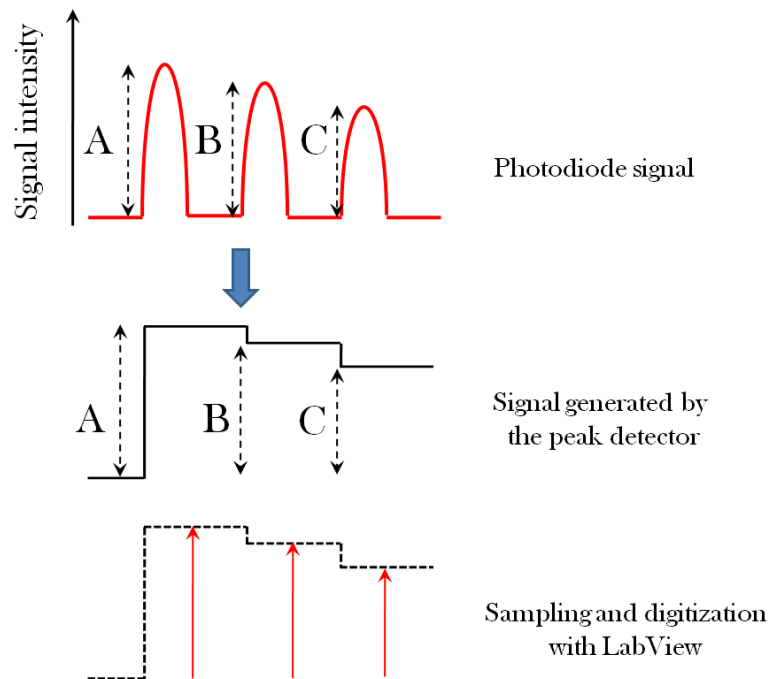 Signal intensity
A
B
C
Photodiode signal
A
B
C
Signal generated by
the peak detector
Sampling and digitization
with LabView